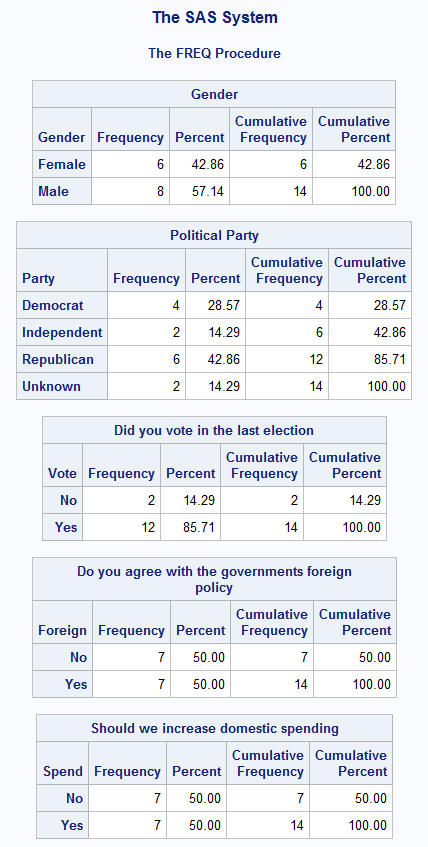 The SAS System
The FREQ Procedure
Gender
Cumulative Cumulative
Gender Frequency Percent Frequency Percent
Female 6 42.86 6 42.86
Male 8 57.14 14 100.00
Political Party
Cumulative Cumulative
Party Frequency Percent Frequency Percent
Democrat 4 28.57 4 28.57
Independent 2 14.29 6 42.86
Republican 6 42.86 12 85.71
Unknown 2 14.29 14 100.00
Did you vote in the last election
Cumulative Cumulative
Vote Frequency Percent Frequency Percent
No 2 14.29 2 14.29
Yes 12 85.71 14 100.00
Do you agree with the governments foreign
policy
Cumulative Cumulative
Foreign Frequency Percent Frequency Percent
No 7 50.00 7 50.00
Yes 7 50.00 14 100.00
Should we increase domestic spending
Cumulative Cumulative
Spend Frequency Percent Frequency Percent
No 7 50.00 7 50.00
Yes 7 50.00 14 100.00